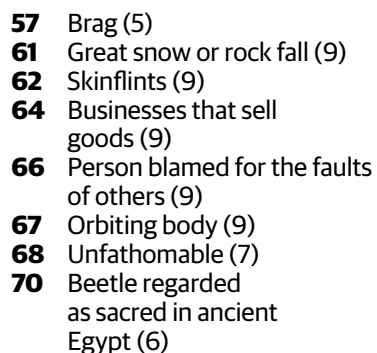 57 Brag (5)
61 Great snow or rock fall (9)
62 Skinflints (9)
64 Businesses that sell
goods (9)
66 Person blamed for the faults
of others (9)
67 Orbiting body (9)
68 Unfathomable (7)
70 Beetle regarded
as sacred in ancient
Egypt (6)